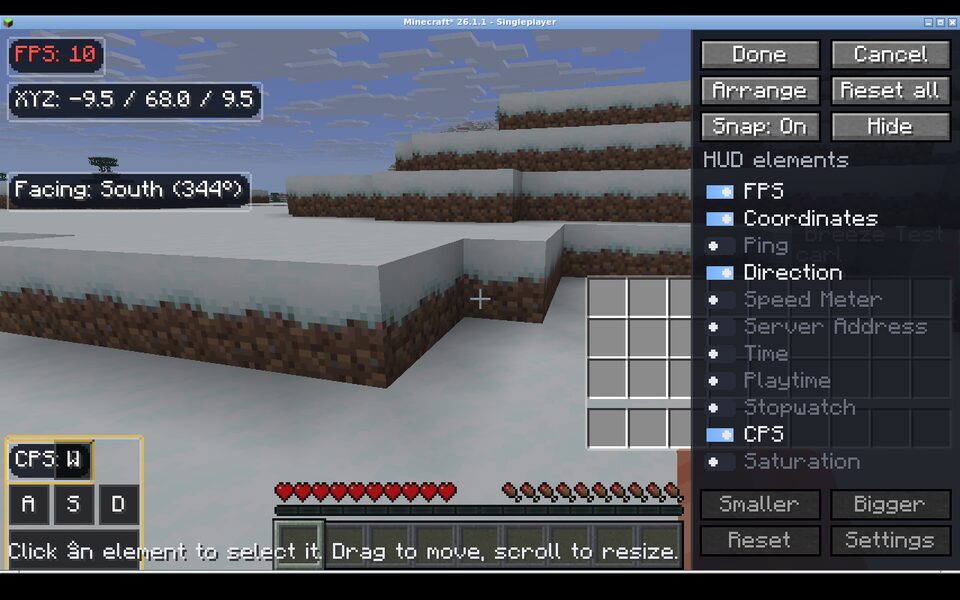 Minecraft* 26.1.1 - Singleplayer
FPS: 10
XYZ: -9.5 / 68.0 / 9.5
Facing: South (344°)
Done
Cancel
Arrange
Reset all
Snap: On
Hide
HUD elements
FPS
Coordinates
Ping
Direction
Speed Meter
Server Address
Time
Playtime
Stopwatch
CPS
Saturation
Smaller
Bigger
Reset
Settings
CPS: W
A S D
Click an element to select it. Drag to move, scroll to resize.